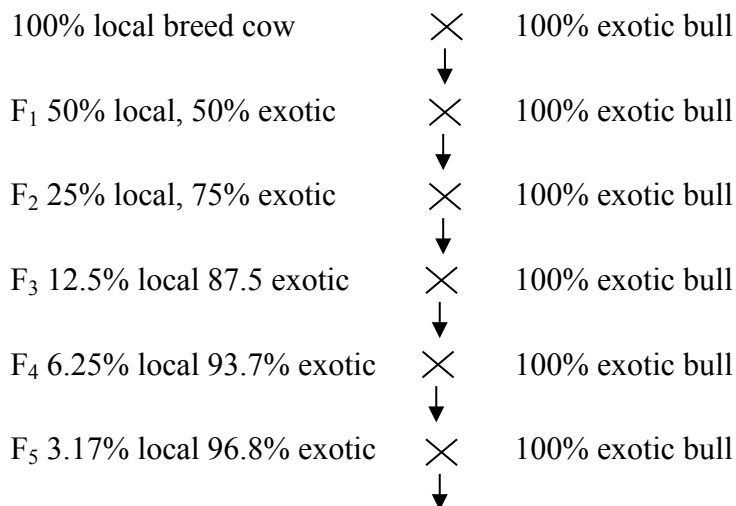 100% local breed cow 100% exotic bull
F₁ 50% local, 50% exotic 100% exotic bull
F₂ 25% local, 75% exotic 100% exotic bull
F₃ 12.5% local 87.5 exotic 100% exotic bull
F₄ 6.25% local 93.7% exotic 100% exotic bull
F₅ 3.17% local 96.8% exotic 100% exotic bull